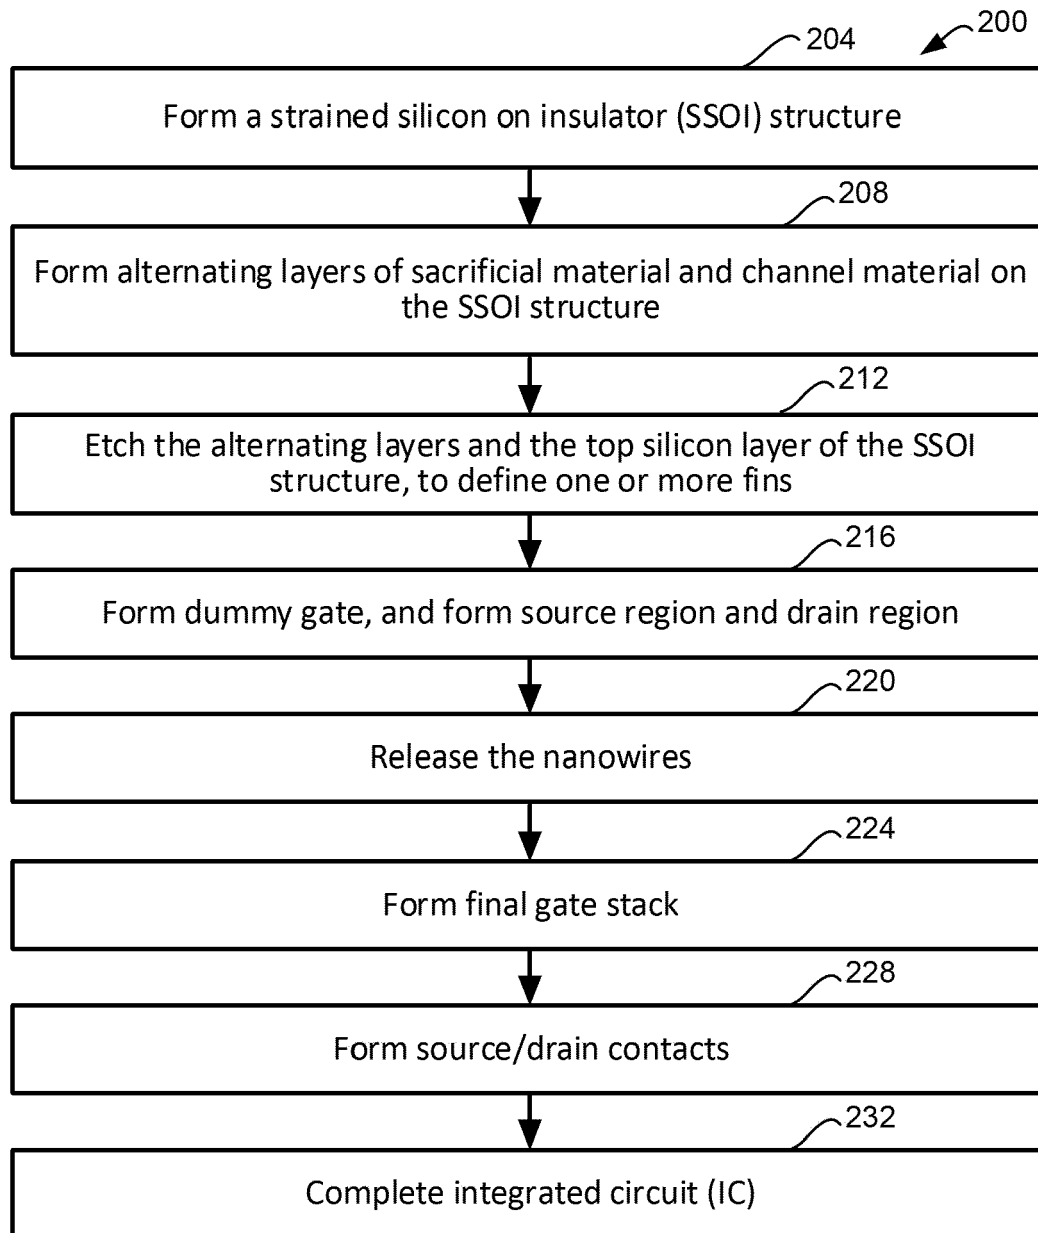 200
204
Form a strained silicon on insulator (SSOI) structure
208
Form alternating layers of sacrificial material and channel material on
the SSOI structure
212
Etch the alternating layers and the top silicon layer of the SSOI
structure, to define one or more fins
216
Form dummy gate, and form source region and drain region
220
Release the nanowires
224
Form final gate stack
228
Form source/drain contacts
232
Complete integrated circuit (IC)